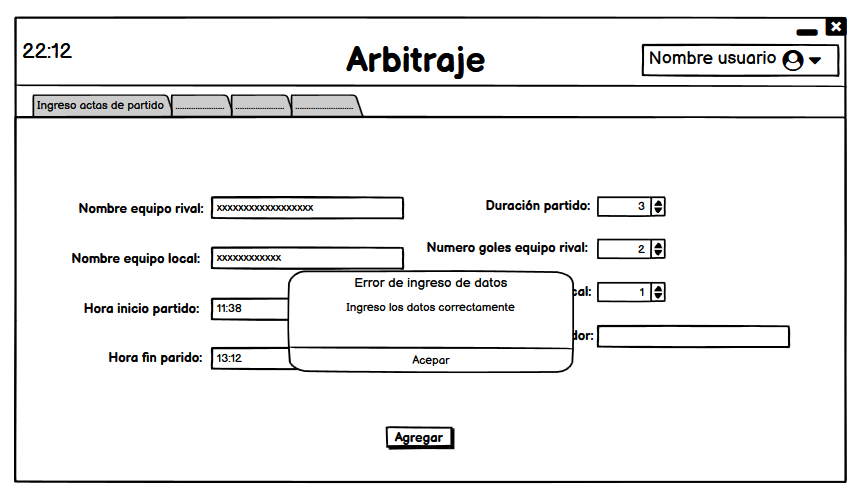 22:12
Arbitraje
Nombre usuario
Ingreso actas de partido
Nombre equipo rival: xxxxxxxxxxxxxxxxxx
Duración partido: 3
Nombre equipo local: xxxxxxxxxxxx
Numero goles equipo rival: 2
Hora inicio partido: 11:38
cal: 1
Hora fin parido: 13:12
dor:
Error de ingreso de datos
Ingreso los datos correctamente
Acepar
Agregar